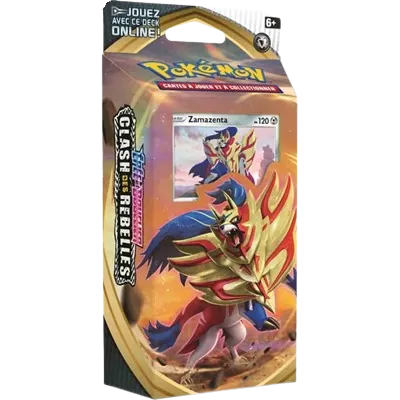 JOUEZ
AVEC CE DECK
ONLINE!
6+
POKÉMON
CARTES À JOUER ET À COLLECTIONNER
Zamazenta
120
CLASH DES REBELLES